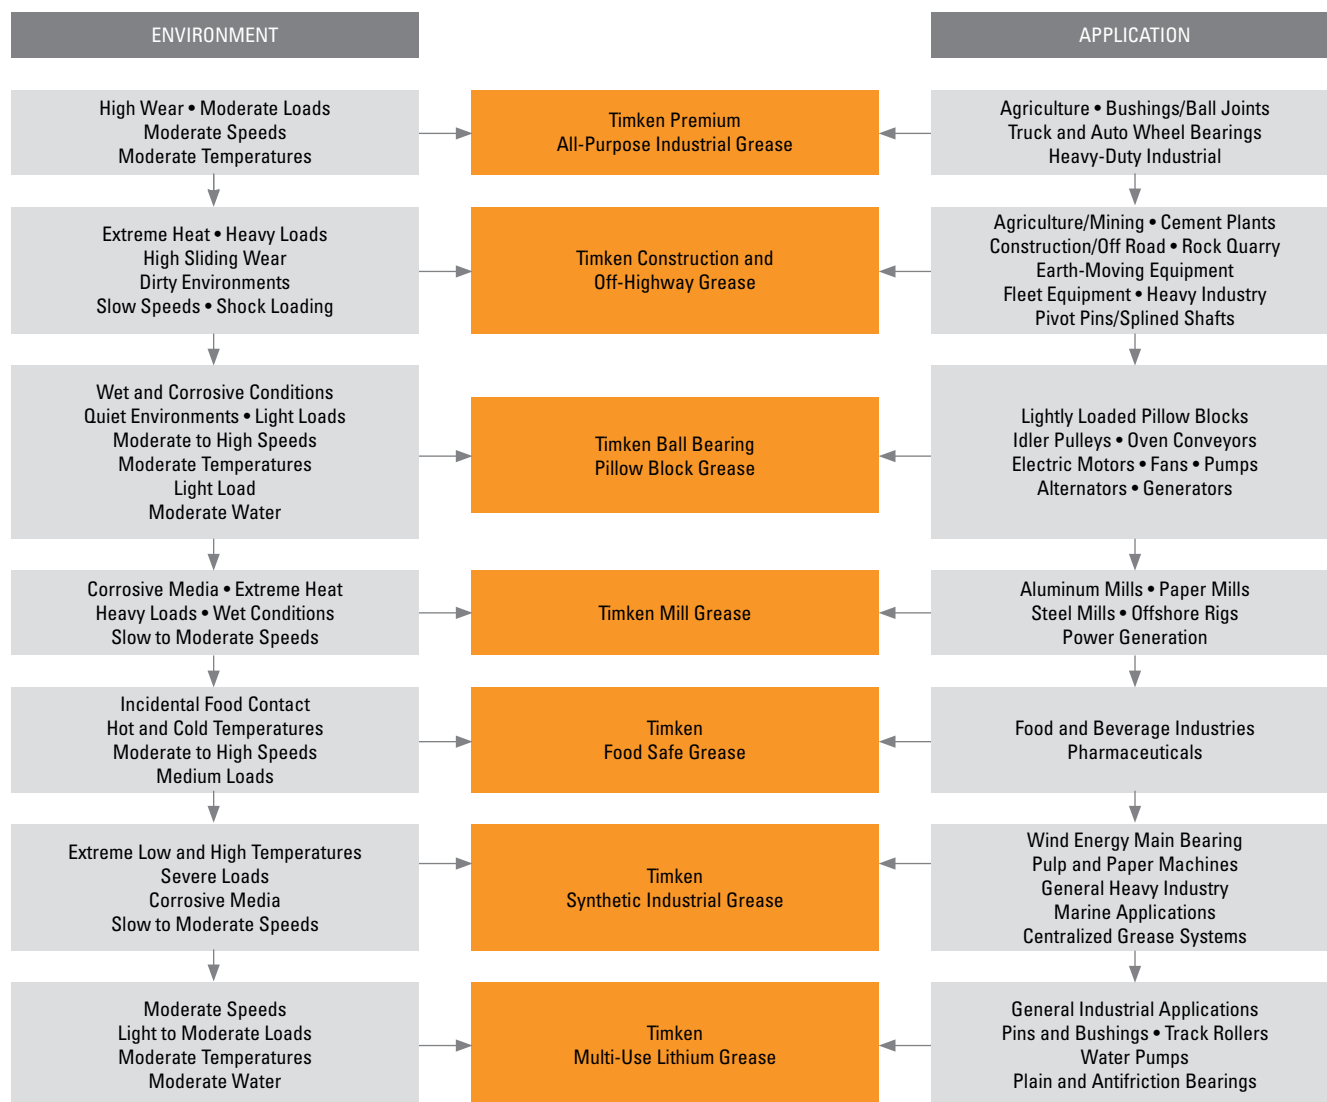 ENVIRONMENT
APPLICATION
High Wear • Moderate Loads
Moderate Speeds
Moderate Temperatures
Timken Premium
All-Purpose Industrial Grease
Agriculture • Bushings/Ball Joints
Truck and Auto Wheel Bearings
Heavy-Duty Industrial
Extreme Heat • Heavy Loads
High Sliding Wear
Dirty Environments
Slow Speeds • Shock Loading
Timken Construction and
Off-Highway Grease
Agriculture/Mining • Cement Plants
Construction/Off Road • Rock Quarry
Earth-Moving Equipment
Fleet Equipment • Heavy Industry
Pivot Pins/Splined Shafts
Wet and Corrosive Conditions
Quiet Environments • Light Loads
Moderate to High Speeds
Moderate Temperatures
Light Load
Moderate Water
Timken Ball Bearing
Pillow Block Grease
Lightly Loaded Pillow Blocks
Idler Pulleys • Oven Conveyors
Electric Motors • Fans • Pumps
Alternators • Generators
Corrosive Media • Extreme Heat
Heavy Loads • Wet Conditions
Slow to Moderate Speeds
Timken Mill Grease
Aluminum Mills • Paper Mills
Steel Mills • Offshore Rigs
Power Generation
Incidental Food Contact
Hot and Cold Temperatures
Moderate to High Speeds
Medium Loads
Timken
Food Safe Grease
Food and Beverage Industries
Pharmaceuticals
Extreme Low and High Temperatures
Severe Loads
Corrosive Media
Slow to Moderate Speeds
Timken
Synthetic Industrial Grease
Wind Energy Main Bearing
Pulp and Paper Machines
General Heavy Industry
Marine Applications
Centralized Grease Systems
Moderate Speeds
Light to Moderate Loads
Moderate Temperatures
Moderate Water
Timken
Multi-Use Lithium Grease
General Industrial Applications
Pins and Bushings • Track Rollers
Water Pumps
Plain and Antifriction Bearings